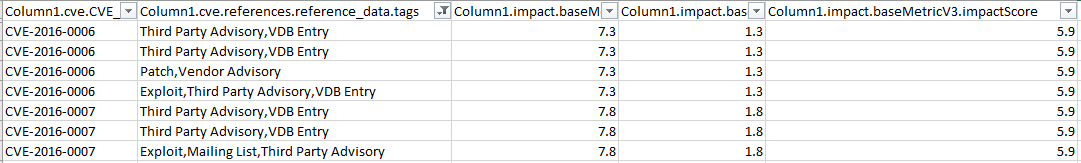 Column1.cve.CVE_ Column1.cve.references.reference_data.tags Column1.impact.baseM Column1.impact.bas Column1.impact.baseMetricV3.impactScore
CVE-2016-0006 Third Party Advisory,VDB Entry 7.3 1.3 5.9
CVE-2016-0006 Third Party Advisory,VDB Entry 7.3 1.3 5.9
CVE-2016-0006 Patch,Vendor Advisory 7.3 1.3 5.9
CVE-2016-0006 Exploit,Third Party Advisory,VDB Entry 7.3 1.3 5.9
CVE-2016-0007 Third Party Advisory,VDB Entry 7.8 1.8 5.9
CVE-2016-0007 Third Party Advisory,VDB Entry 7.8 1.8 5.9
CVE-2016-0007 Exploit,Mailing List,Third Party Advisory 7.8 1.8 5.9